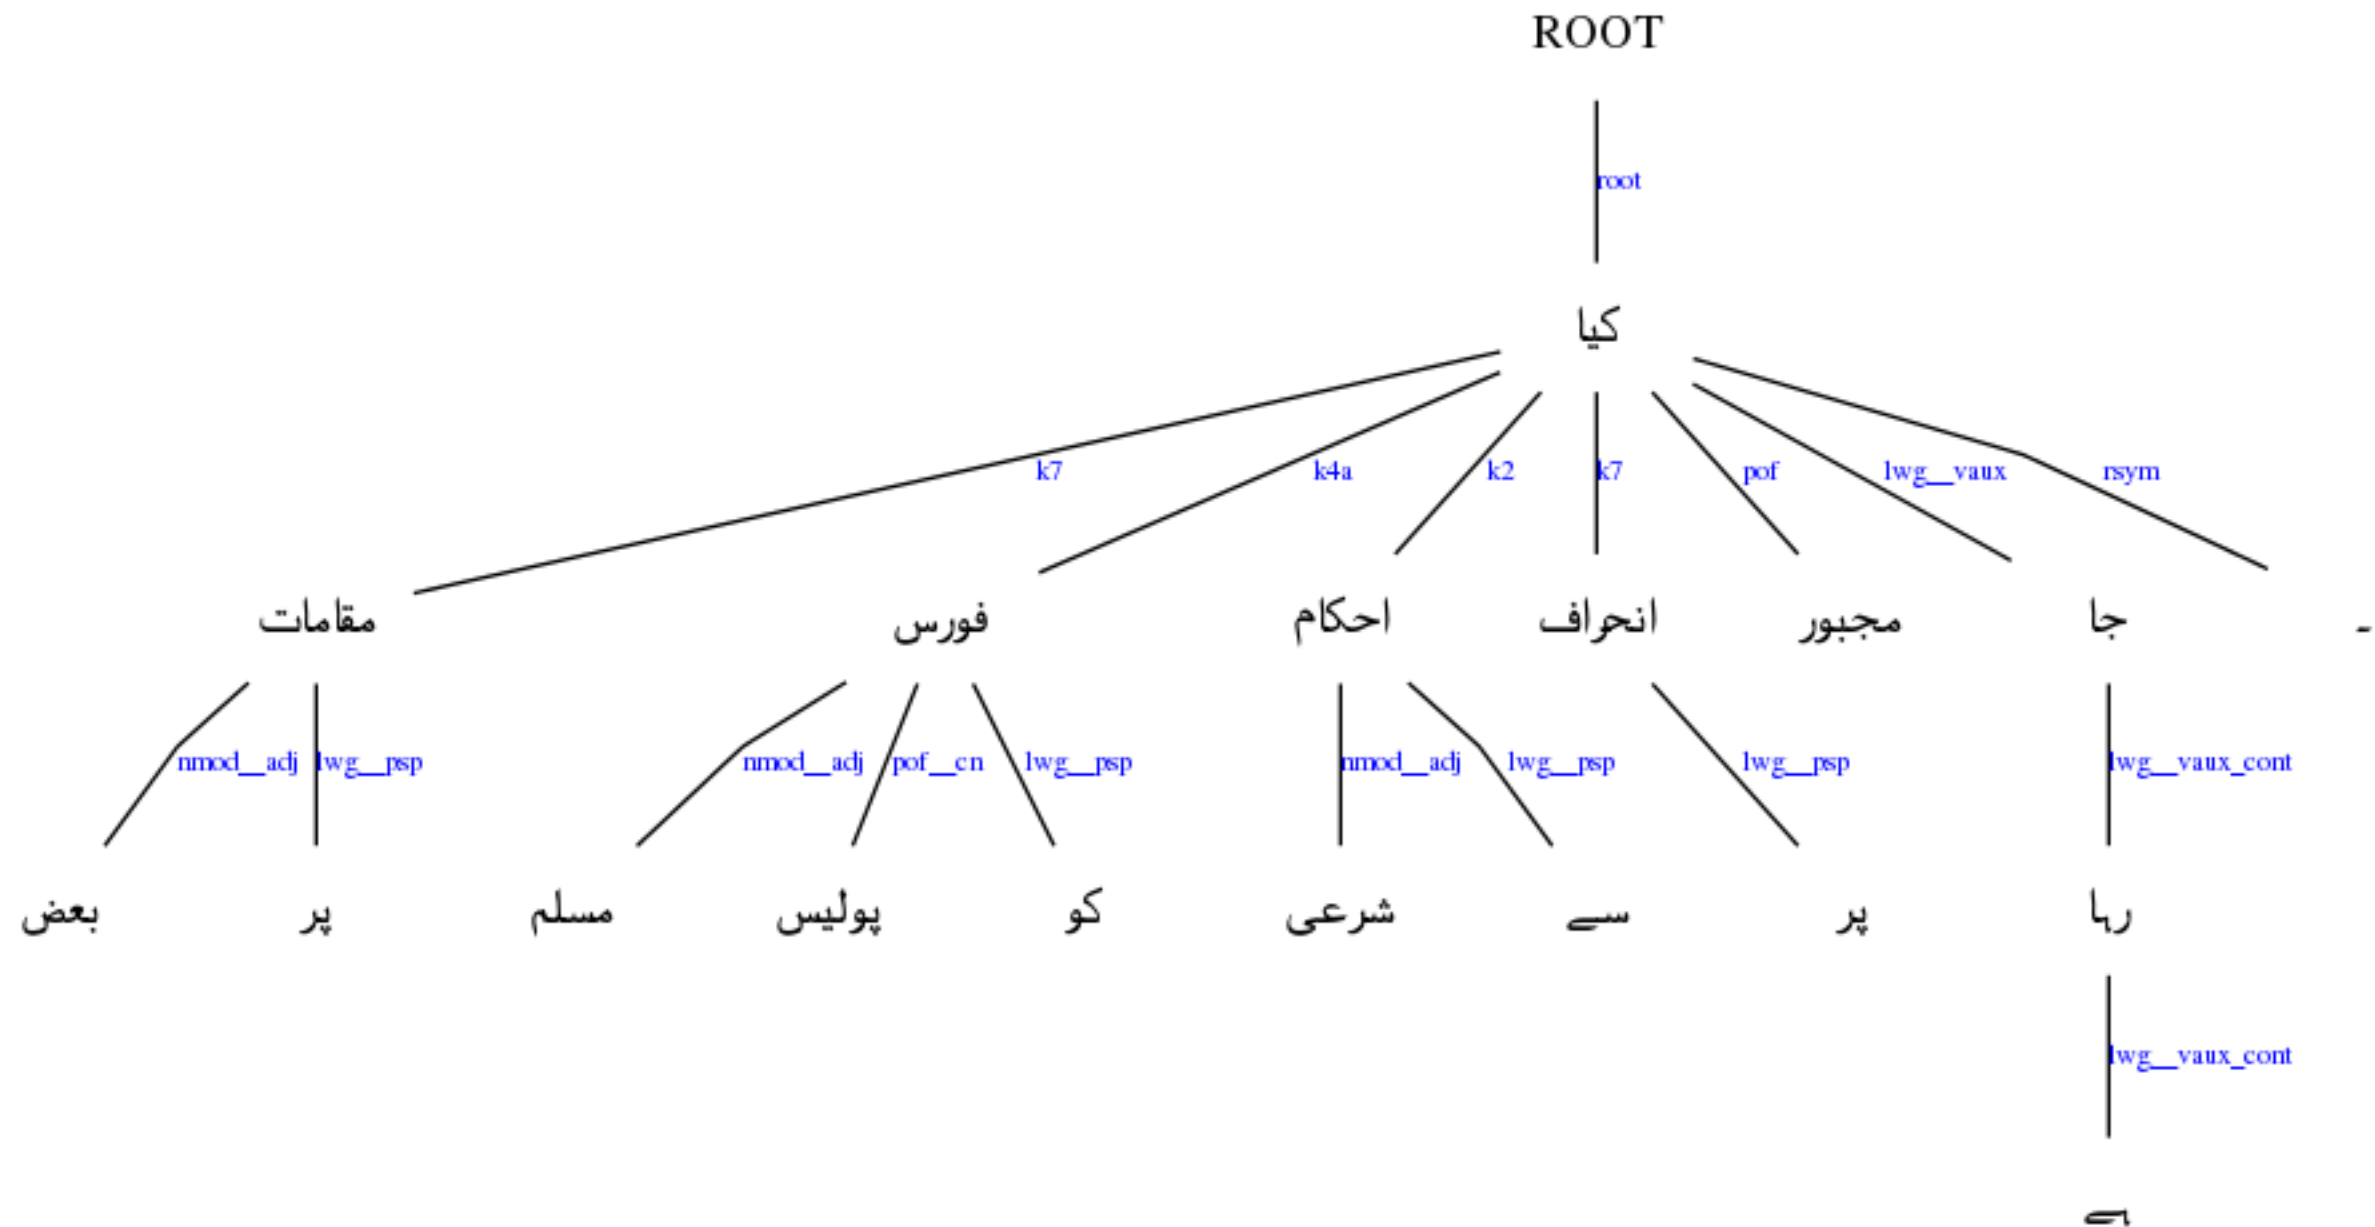 ROOT
root
کیا
k7 k4a k2 k7 pof lwg__vaux rsym
مقامات فورس احکام انحراف مجبور جا ۔
nmod__adj lwg__psp nmod__adj pof__cn lwg__psp nmod__adj lwg__psp lwg__psp lwg__vaux_cont
بعض پر مسلم پولیس کو شرعی سے پر رہا
lwg__vaux_cont
ہے